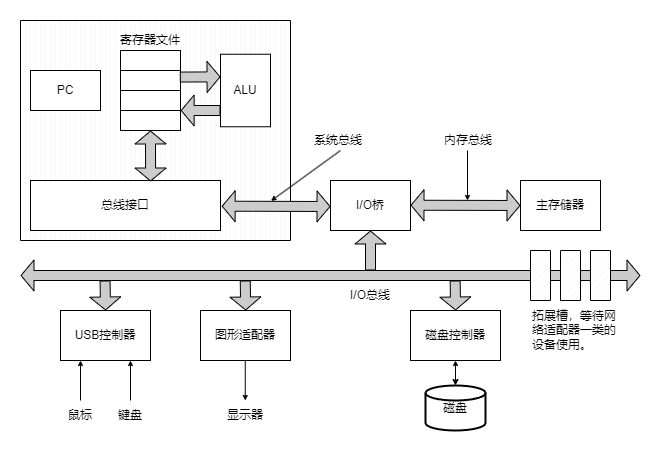 寄存器文件
PC
ALU
系统总线
内存总线
总线接口
I/O桥
主存储器
I/O总线
拓展槽，等待网
络适配器一类的
设备使用。
USB控制器
图形适配器
磁盘控制器
鼠标
键盘
显示器
磁盘